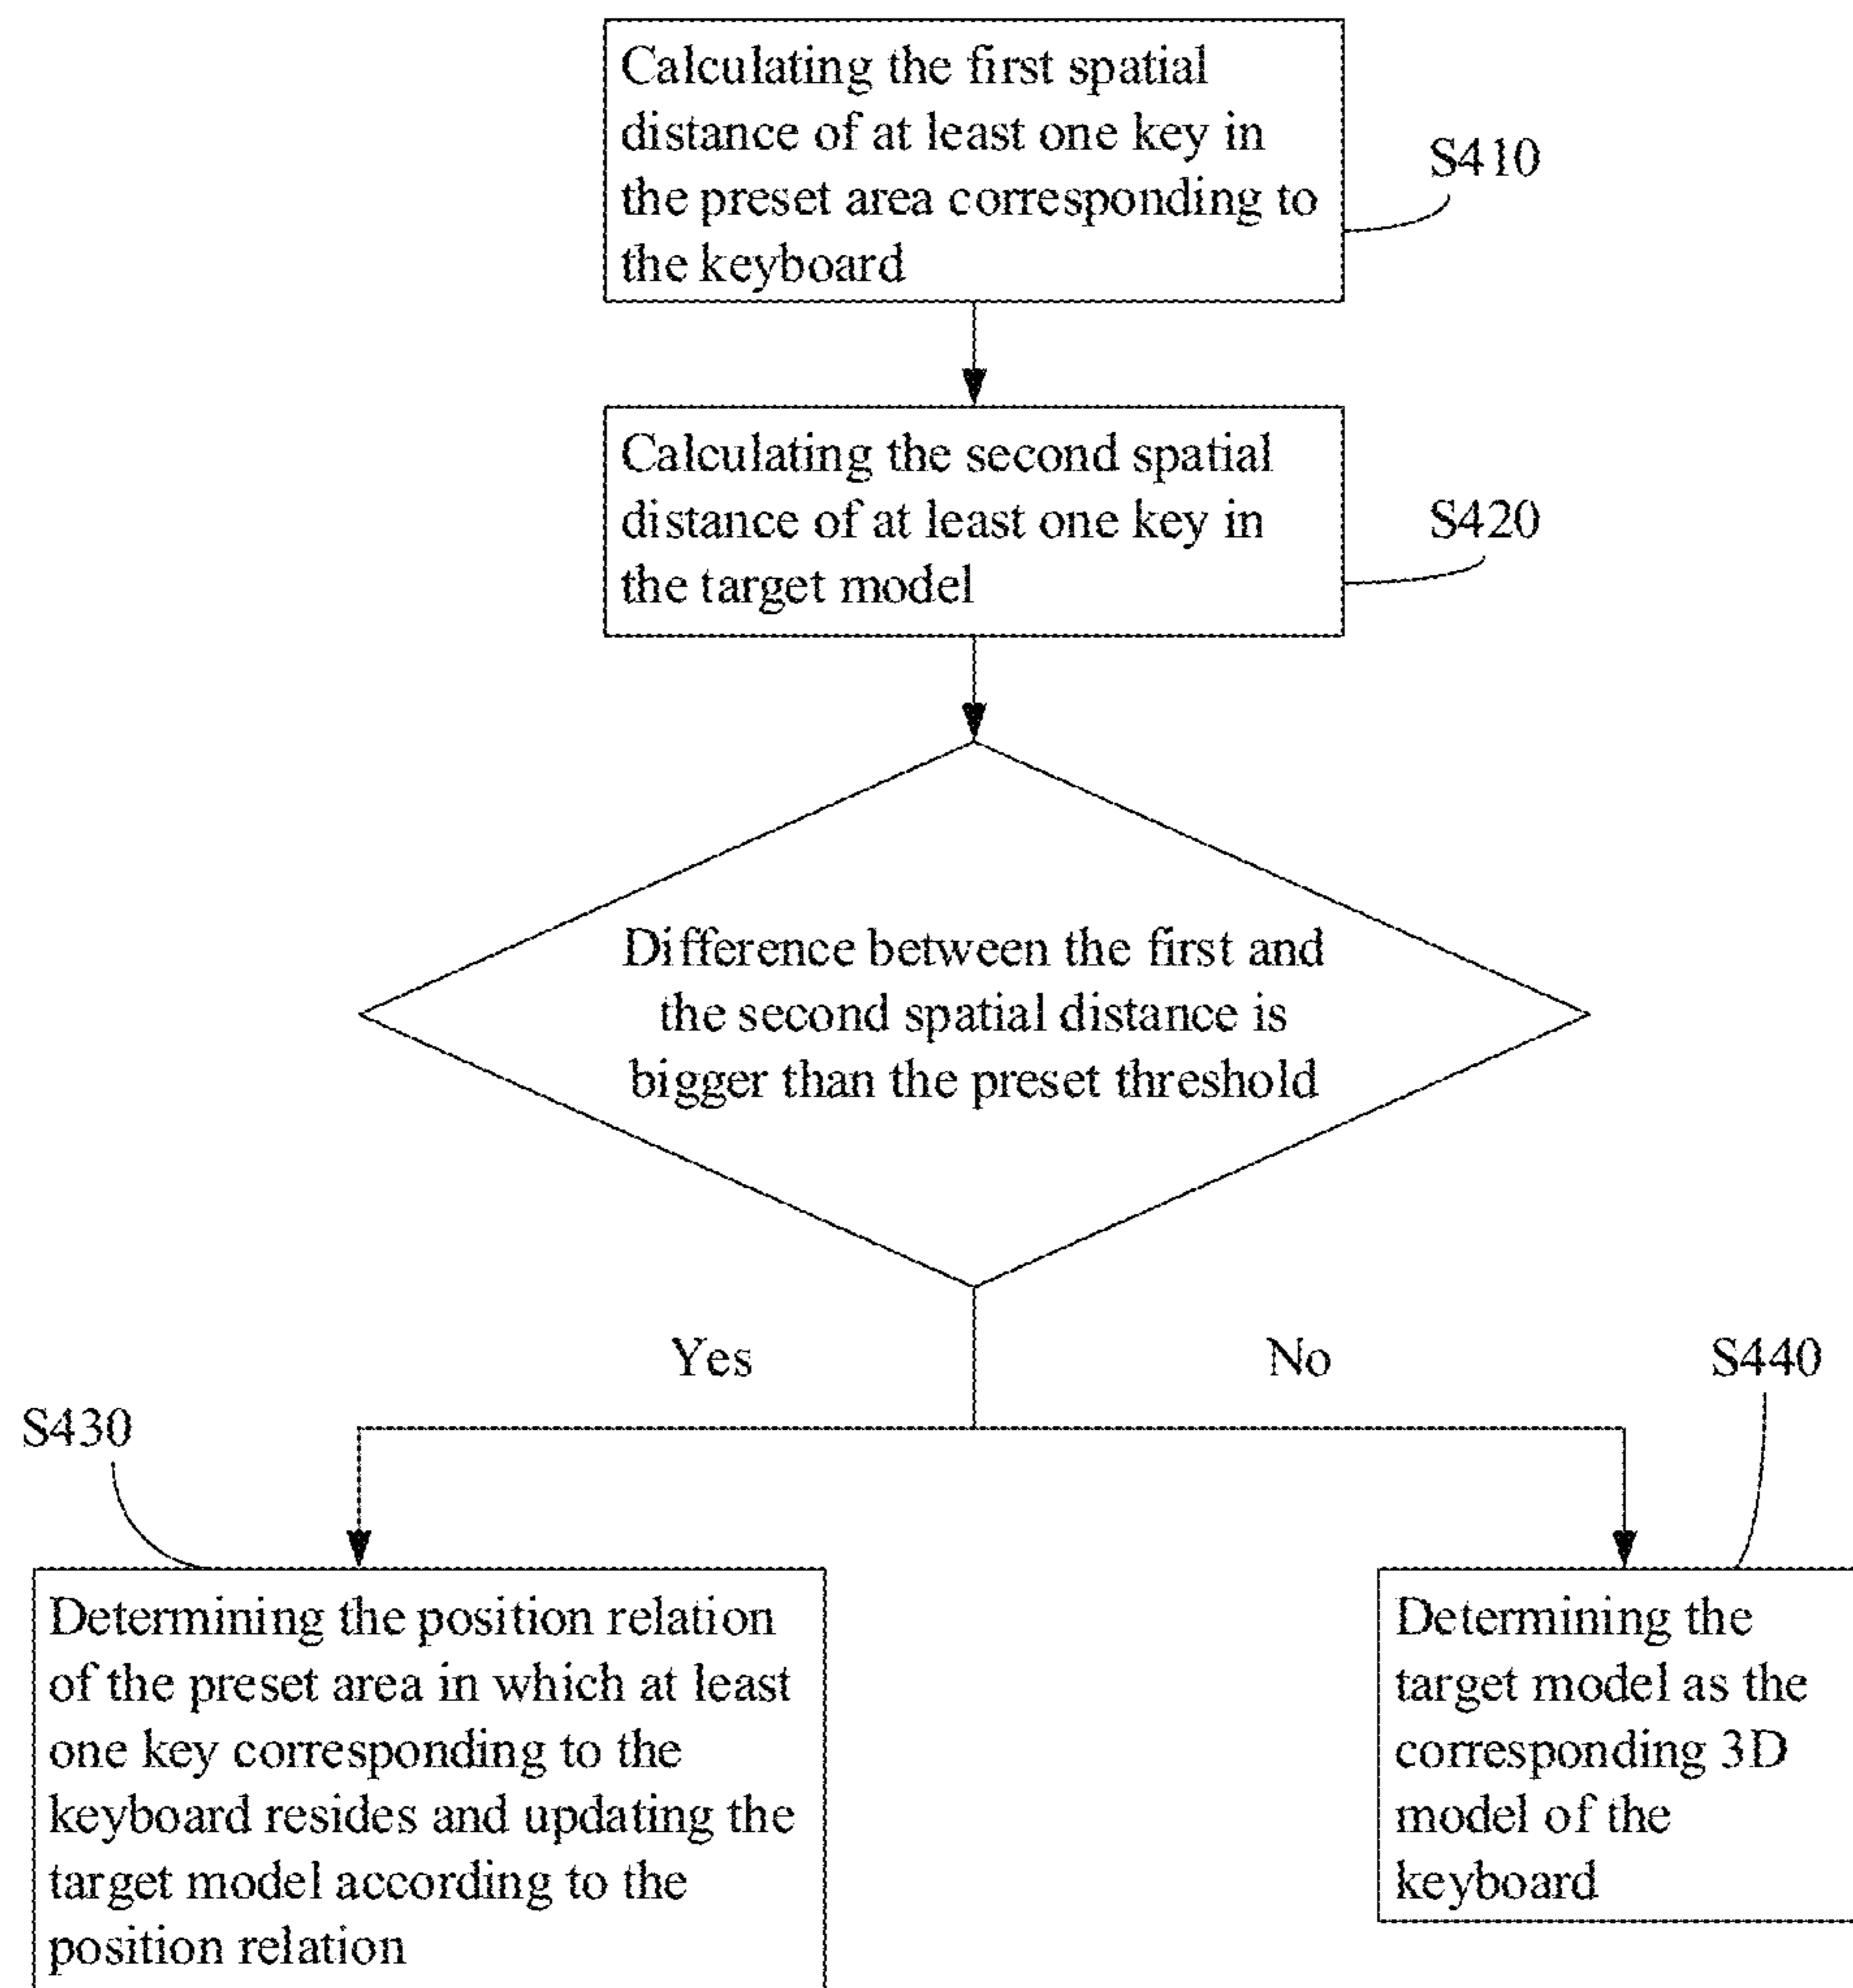 Calculating the first spatial
distance of at least one key in
the preset area corresponding to
the keyboard
S410
Calculating the second spatial
distance of at least one key in
the target model
S420
Difference between the first and
the second spatial distance is
bigger than the preset threshold
Yes
No
S430
S440
Determining the position relation
of the preset area in which at least
one key corresponding to the
keyboard resides and updating the
target model according to the
position relation
Determining the
target model as the
corresponding 3D
model of the
keyboard